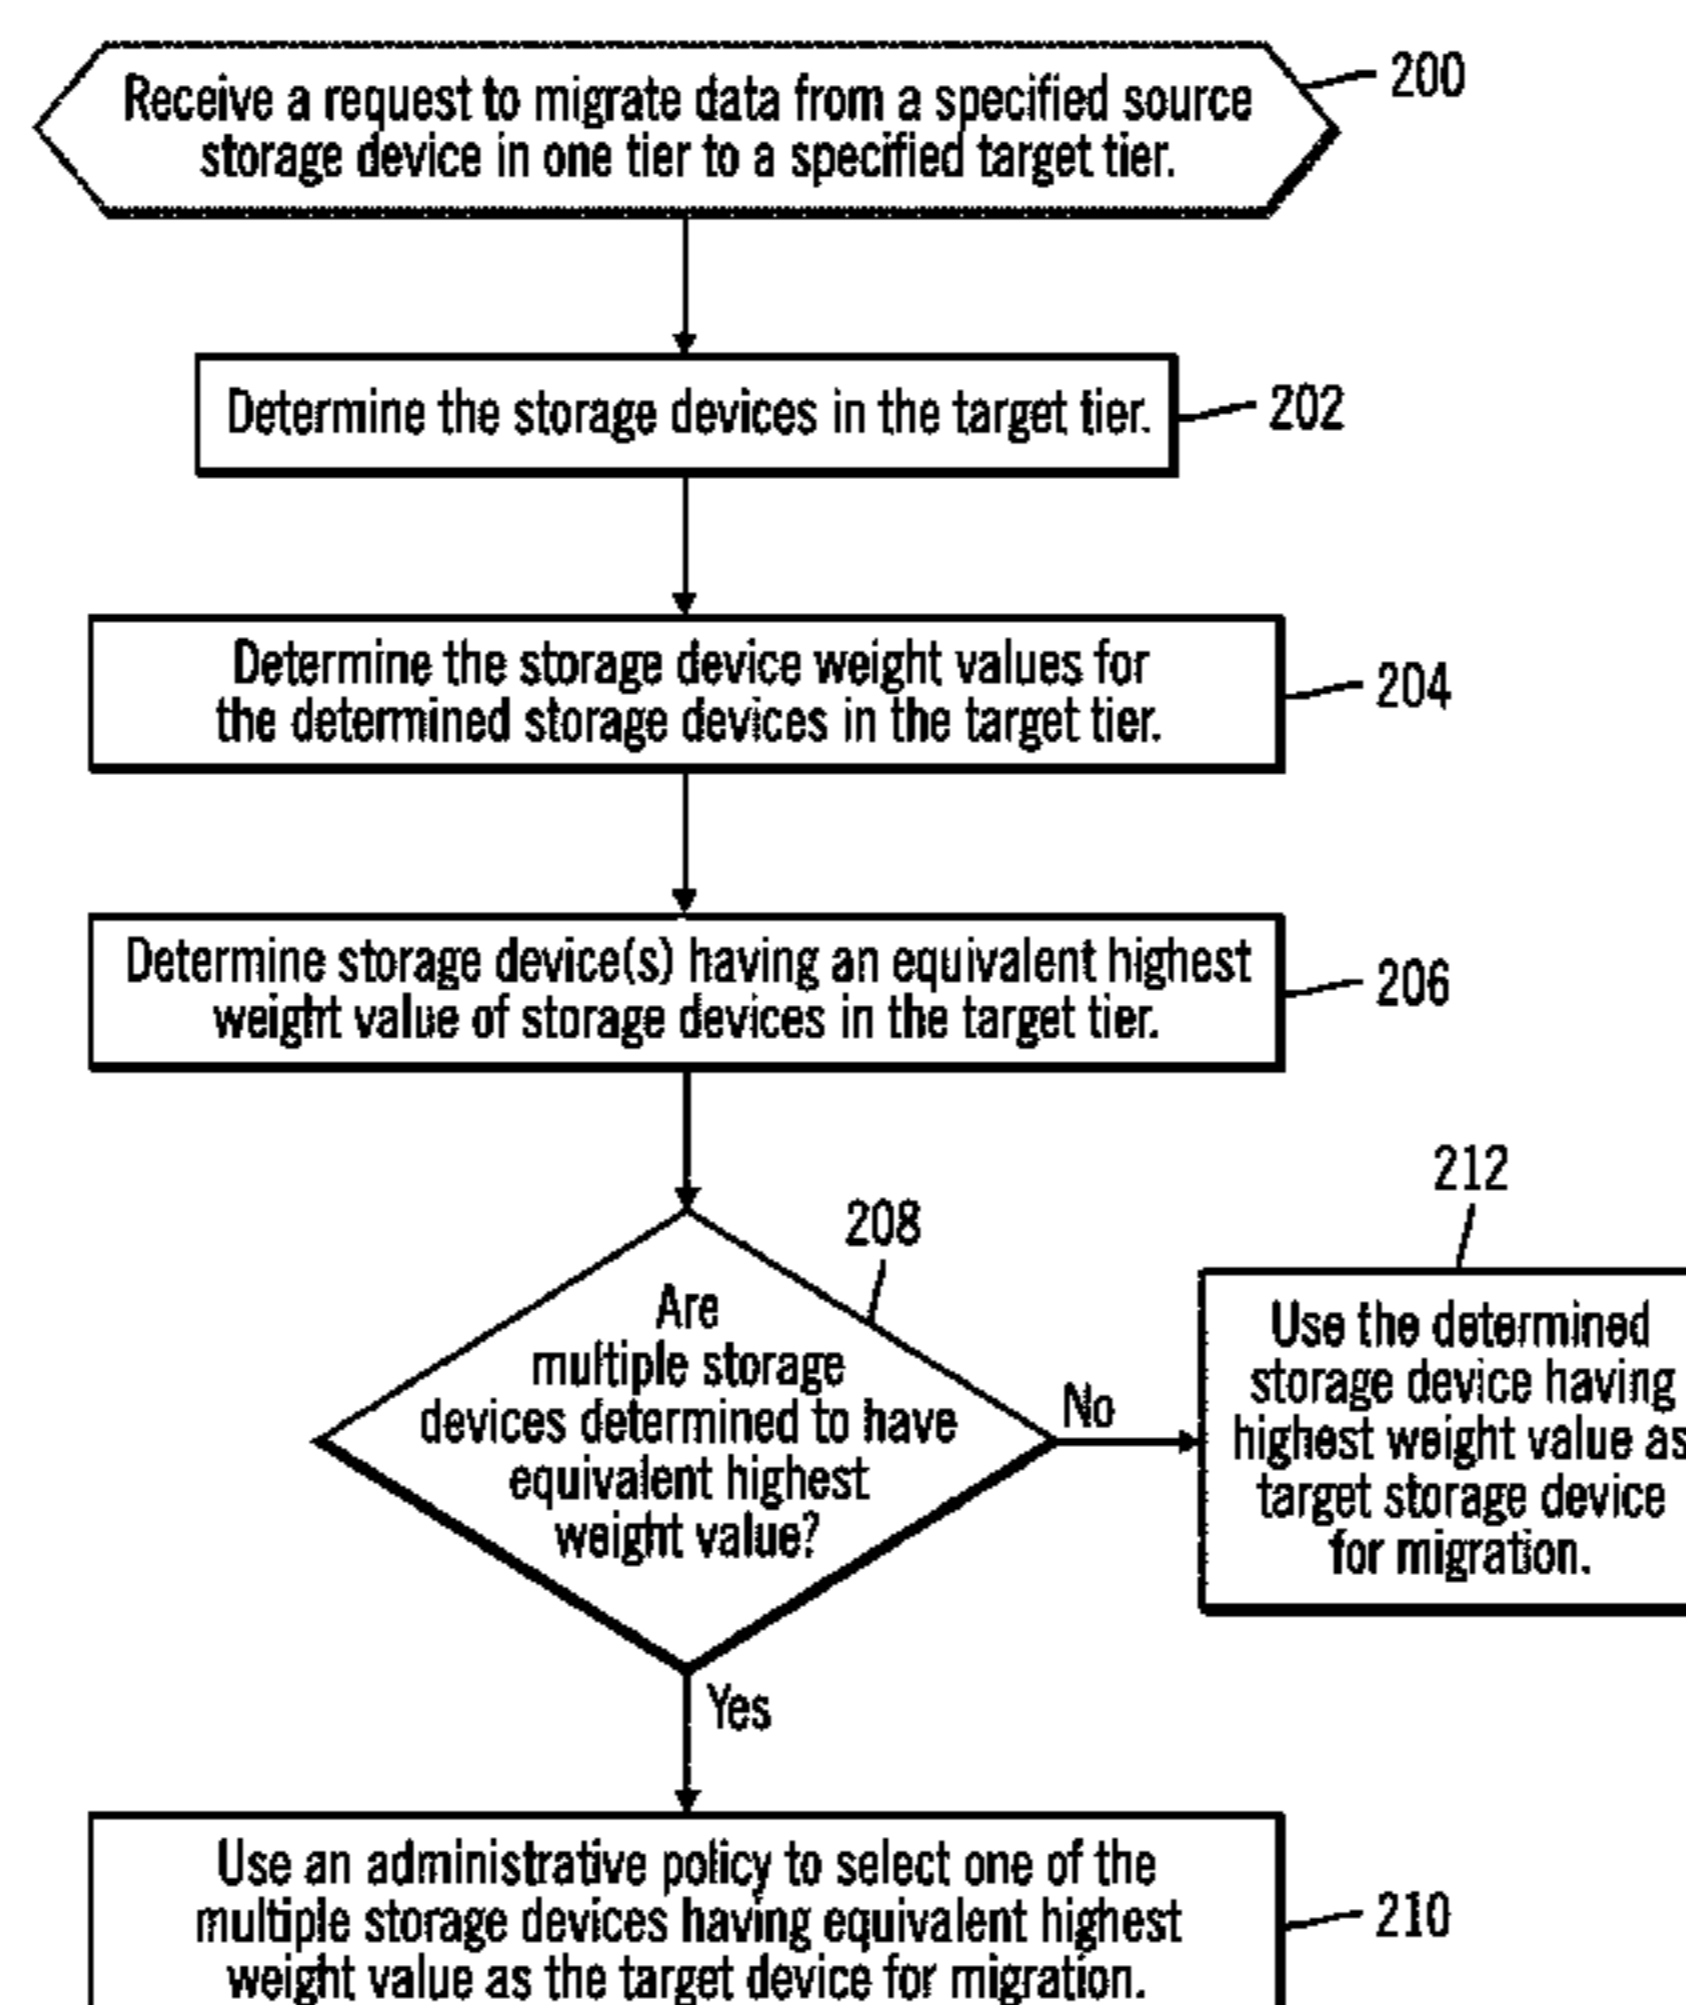 Receive a request to migrate data from a specified source
storage device in one tier to a specified target tier.
200
Determine the storage devices in the target tier.
202
Determine the storage device weight values for
the determined storage devices in the target tier.
204
Determine storage device(s) having an equivalent highest
weight value of storage devices in the target tier.
206
208
Are
multiple storage
devices determined to have
equivalent highest
weight value?
No
212
Use the determined
storage device having
highest weight value as
target storage device
for migration.
Yes
Use an administrative policy to select one of the
multiple storage devices having equivalent highest
weight value as the target device for migration.
210